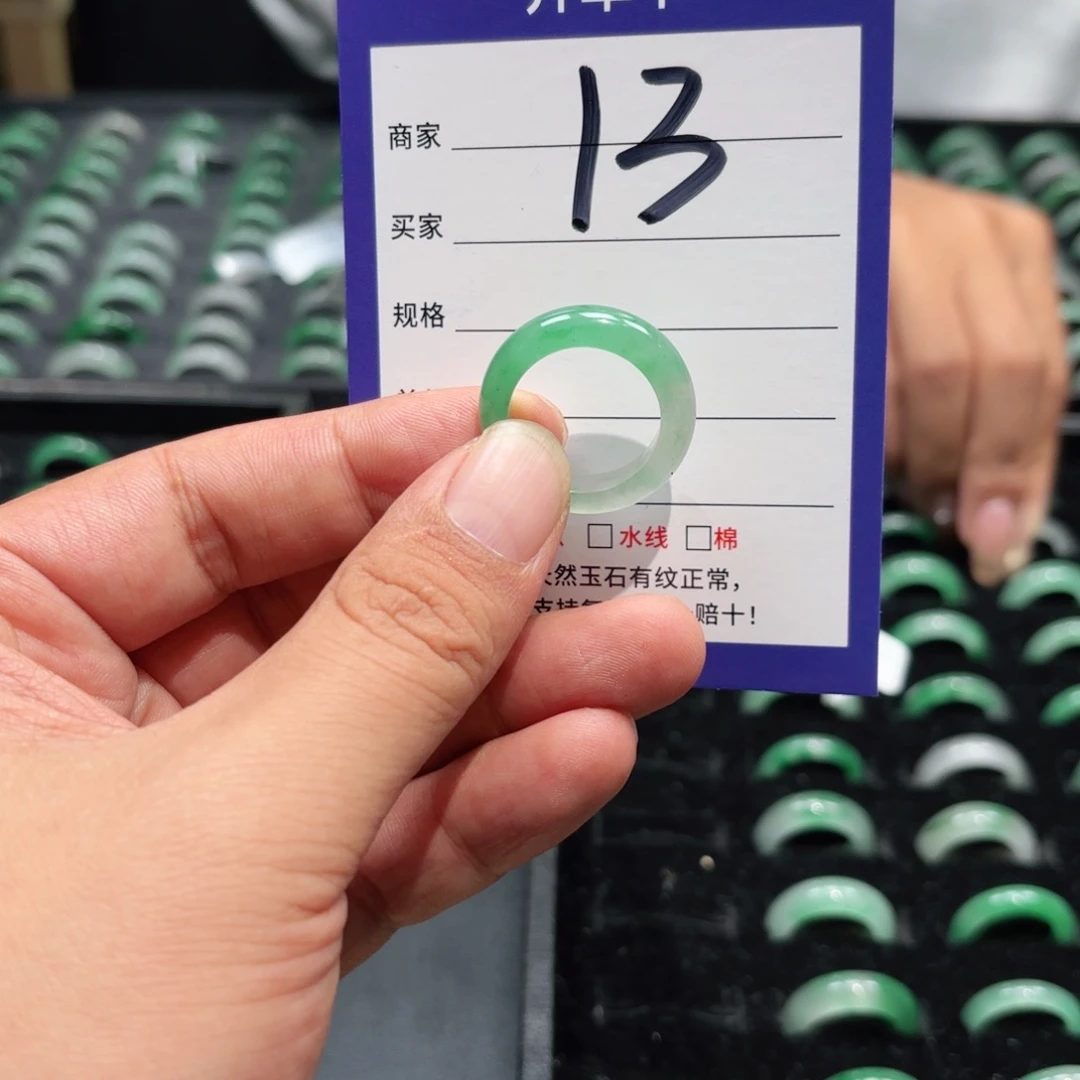 商家 13
买家
规格
□水线 □棉
天然玉石有纹正常,
赔十!